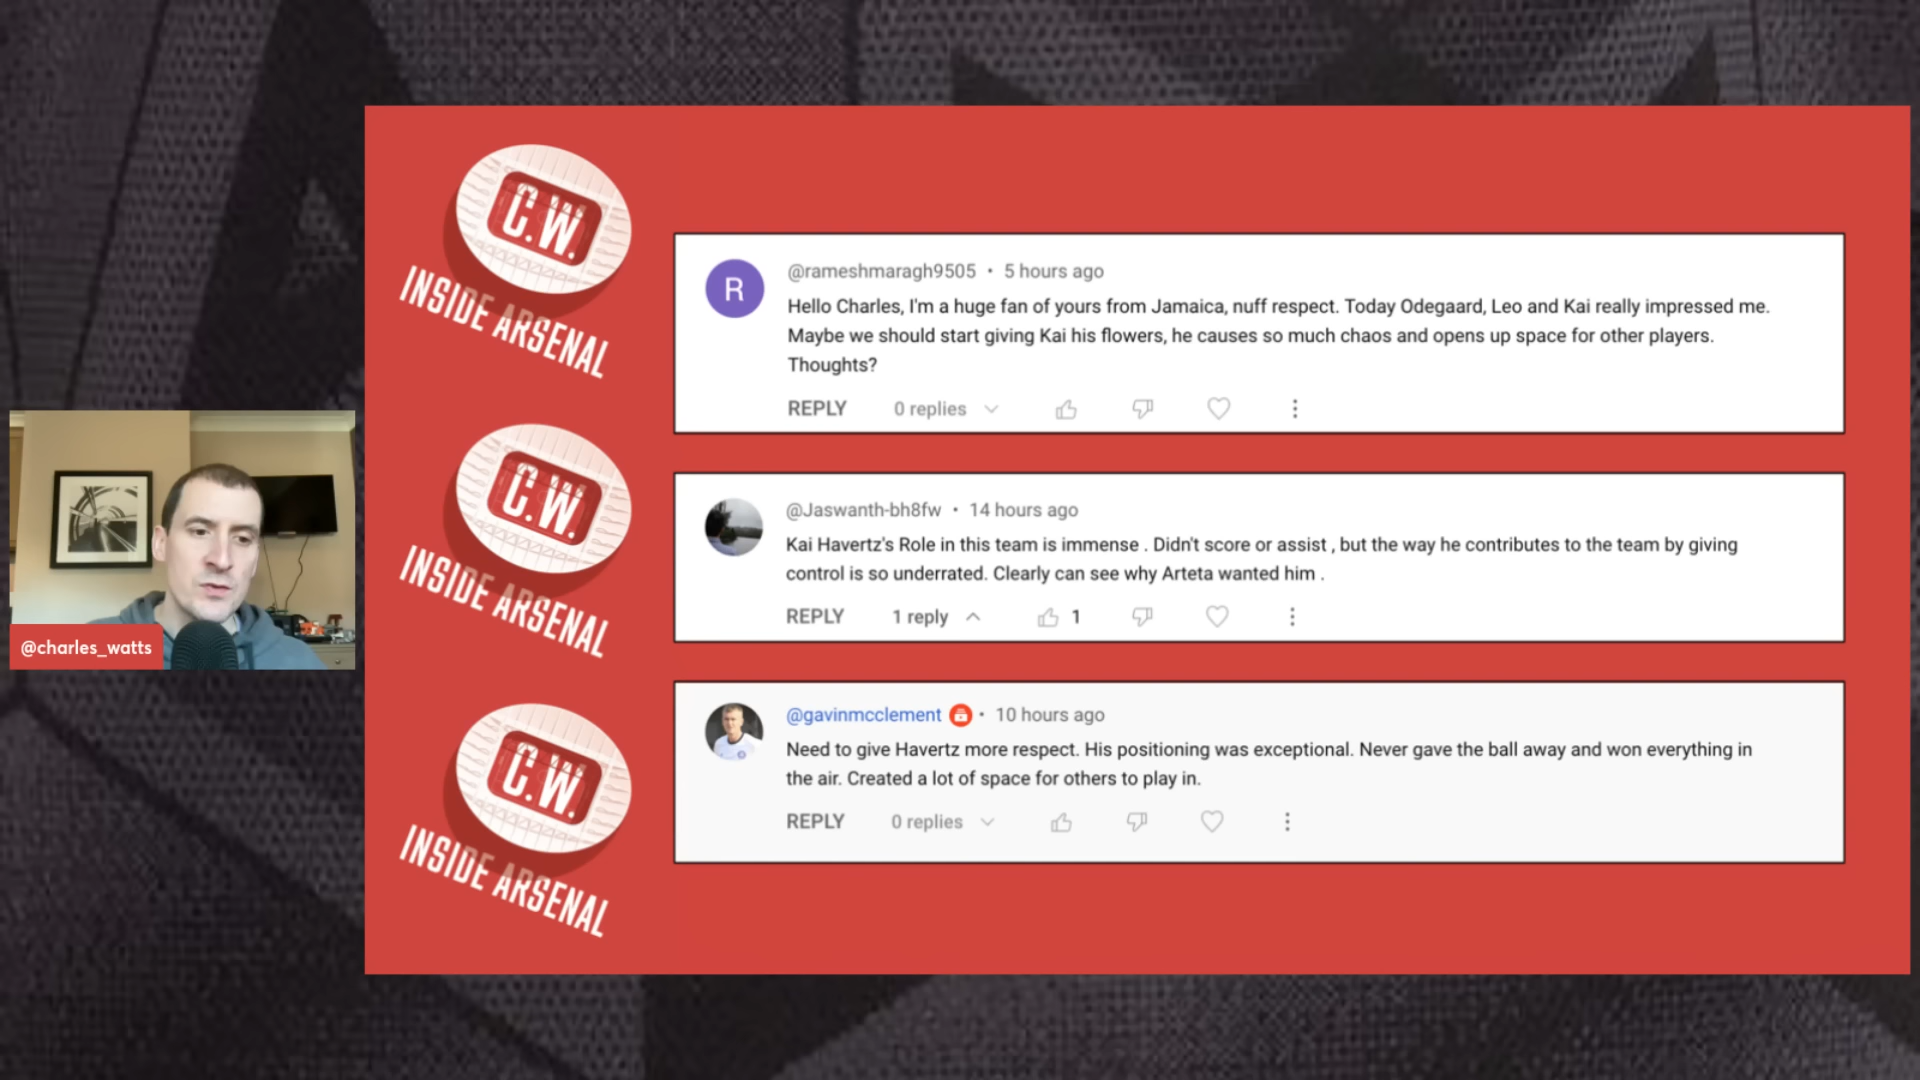 C.W.
INSIDE ARSENAL
@rameshmaragh9505 • 5 hours ago
R
Hello Charles, I'm a huge fan of yours from Jamaica, nuff respect. Today Odegaard, Leo and Kai really impressed me.
Maybe we should start giving Kai his flowers, he causes so much chaos and opens up space for other players.
Thoughts?
REPLY 0 replies
C.W.
INSIDE ARSENAL
@Jaswanth-bh8fw • 14 hours ago
Kai Havertz's Role in this team is immense . Didn't score or assist , but the way he contributes to the team by giving
control is so underrated. Clearly can see why Arteta wanted him .
REPLY 1 reply 1
@charles_watts
C.W.
INSIDE ARSENAL
@gavinmcclement • 10 hours ago
Need to give Havertz more respect. His positioning was exceptional. Never gave the ball away and won everything in
the air. Created a lot of space for others to play in.
REPLY 0 replies